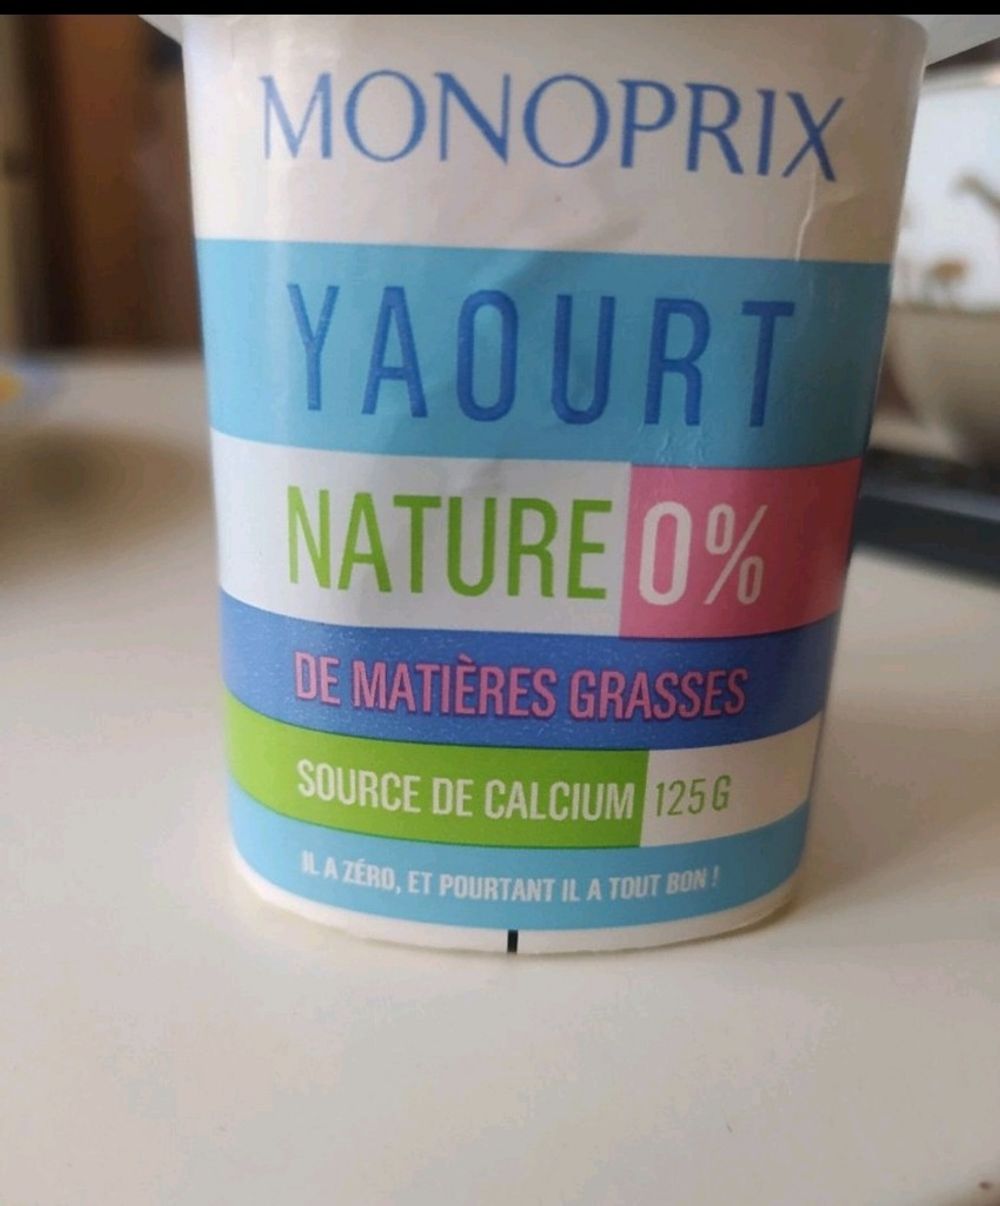 MONOPRIX
YAOURT
NATURE 0%
DE MATIÈRES GRASSES
SOURCE DE CALCIUM 125 G
IL A ZÉRO, ET POURTANT IL A TOUT BON !